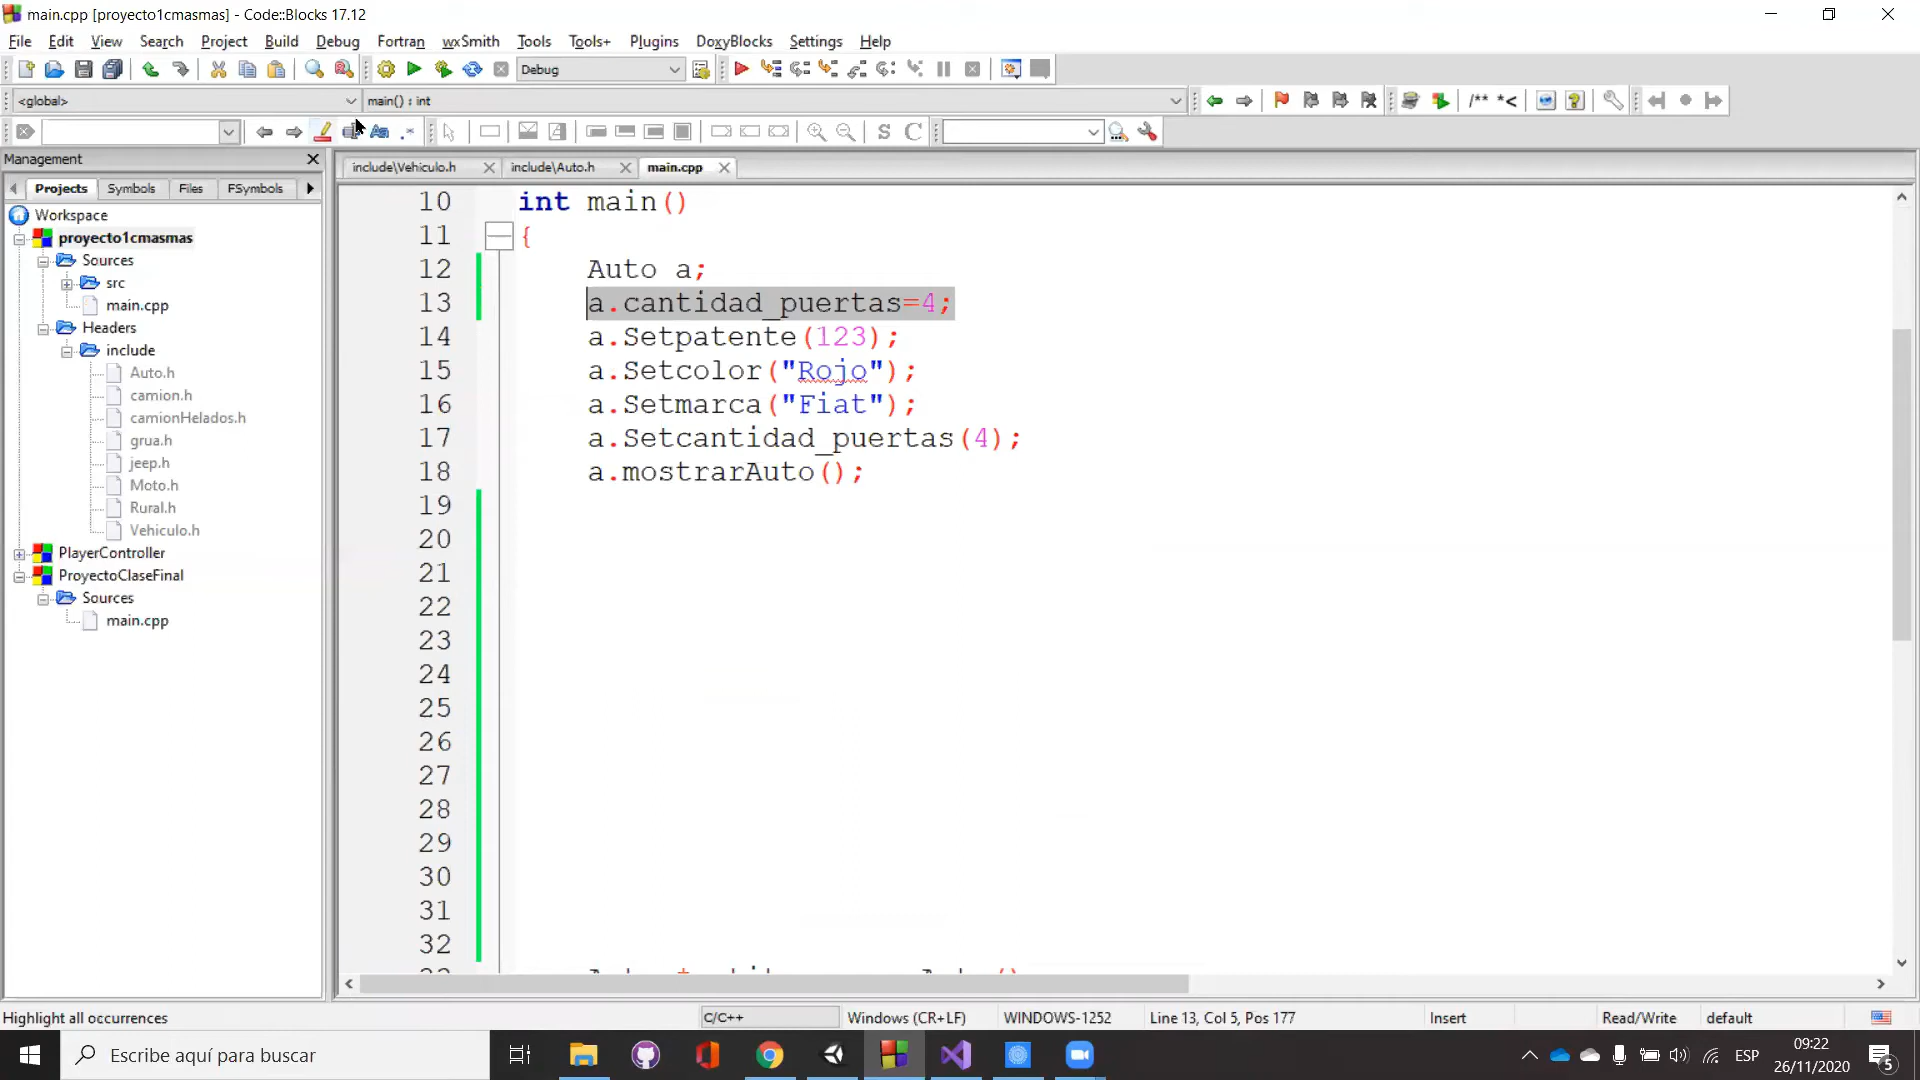 main.cpp [proyecto1cmasmas] - Code::Blocks 17.12
File Edit View Search Project Build Debug Fortran wxSmith Tools Tools+ Plugins DoxyBlocks Settings Help
Debug
<global> main() : int
/** *<
S C
Management
Projects Symbols Files FSymbols
include\Vehiculo.h include\Auto.h main.cpp
Workspace
proyecto1cmasmas
Sources
src
main.cpp
Headers
include
Auto.h
camion.h
camionHelados.h
grua.h
jeep.h
Moto.h
Rural.h
Vehiculo.h
PlayerController
ProyectoClaseFinal
Sources
main.cpp
10 int main()
11 {
12 Auto a;
13 a.cantidad_puertas=4;
14 a.Setpatente(123);
15 a.Setcolor("Rojo");
16 a.Setmarca("Fiat");
17 a.Setcantidad_puertas(4);
18 a.mostrarAuto();
19
20
21
22
23
24
25
26
27
28
29
30
31
32
Highlight all occurrences C/C++ Windows (CR+LF) WINDOWS-1252 Line 13, Col 5, Pos 177 Insert Read/Write default
Escribe aquí para buscar
ESP
09:22
26/11/2020
5